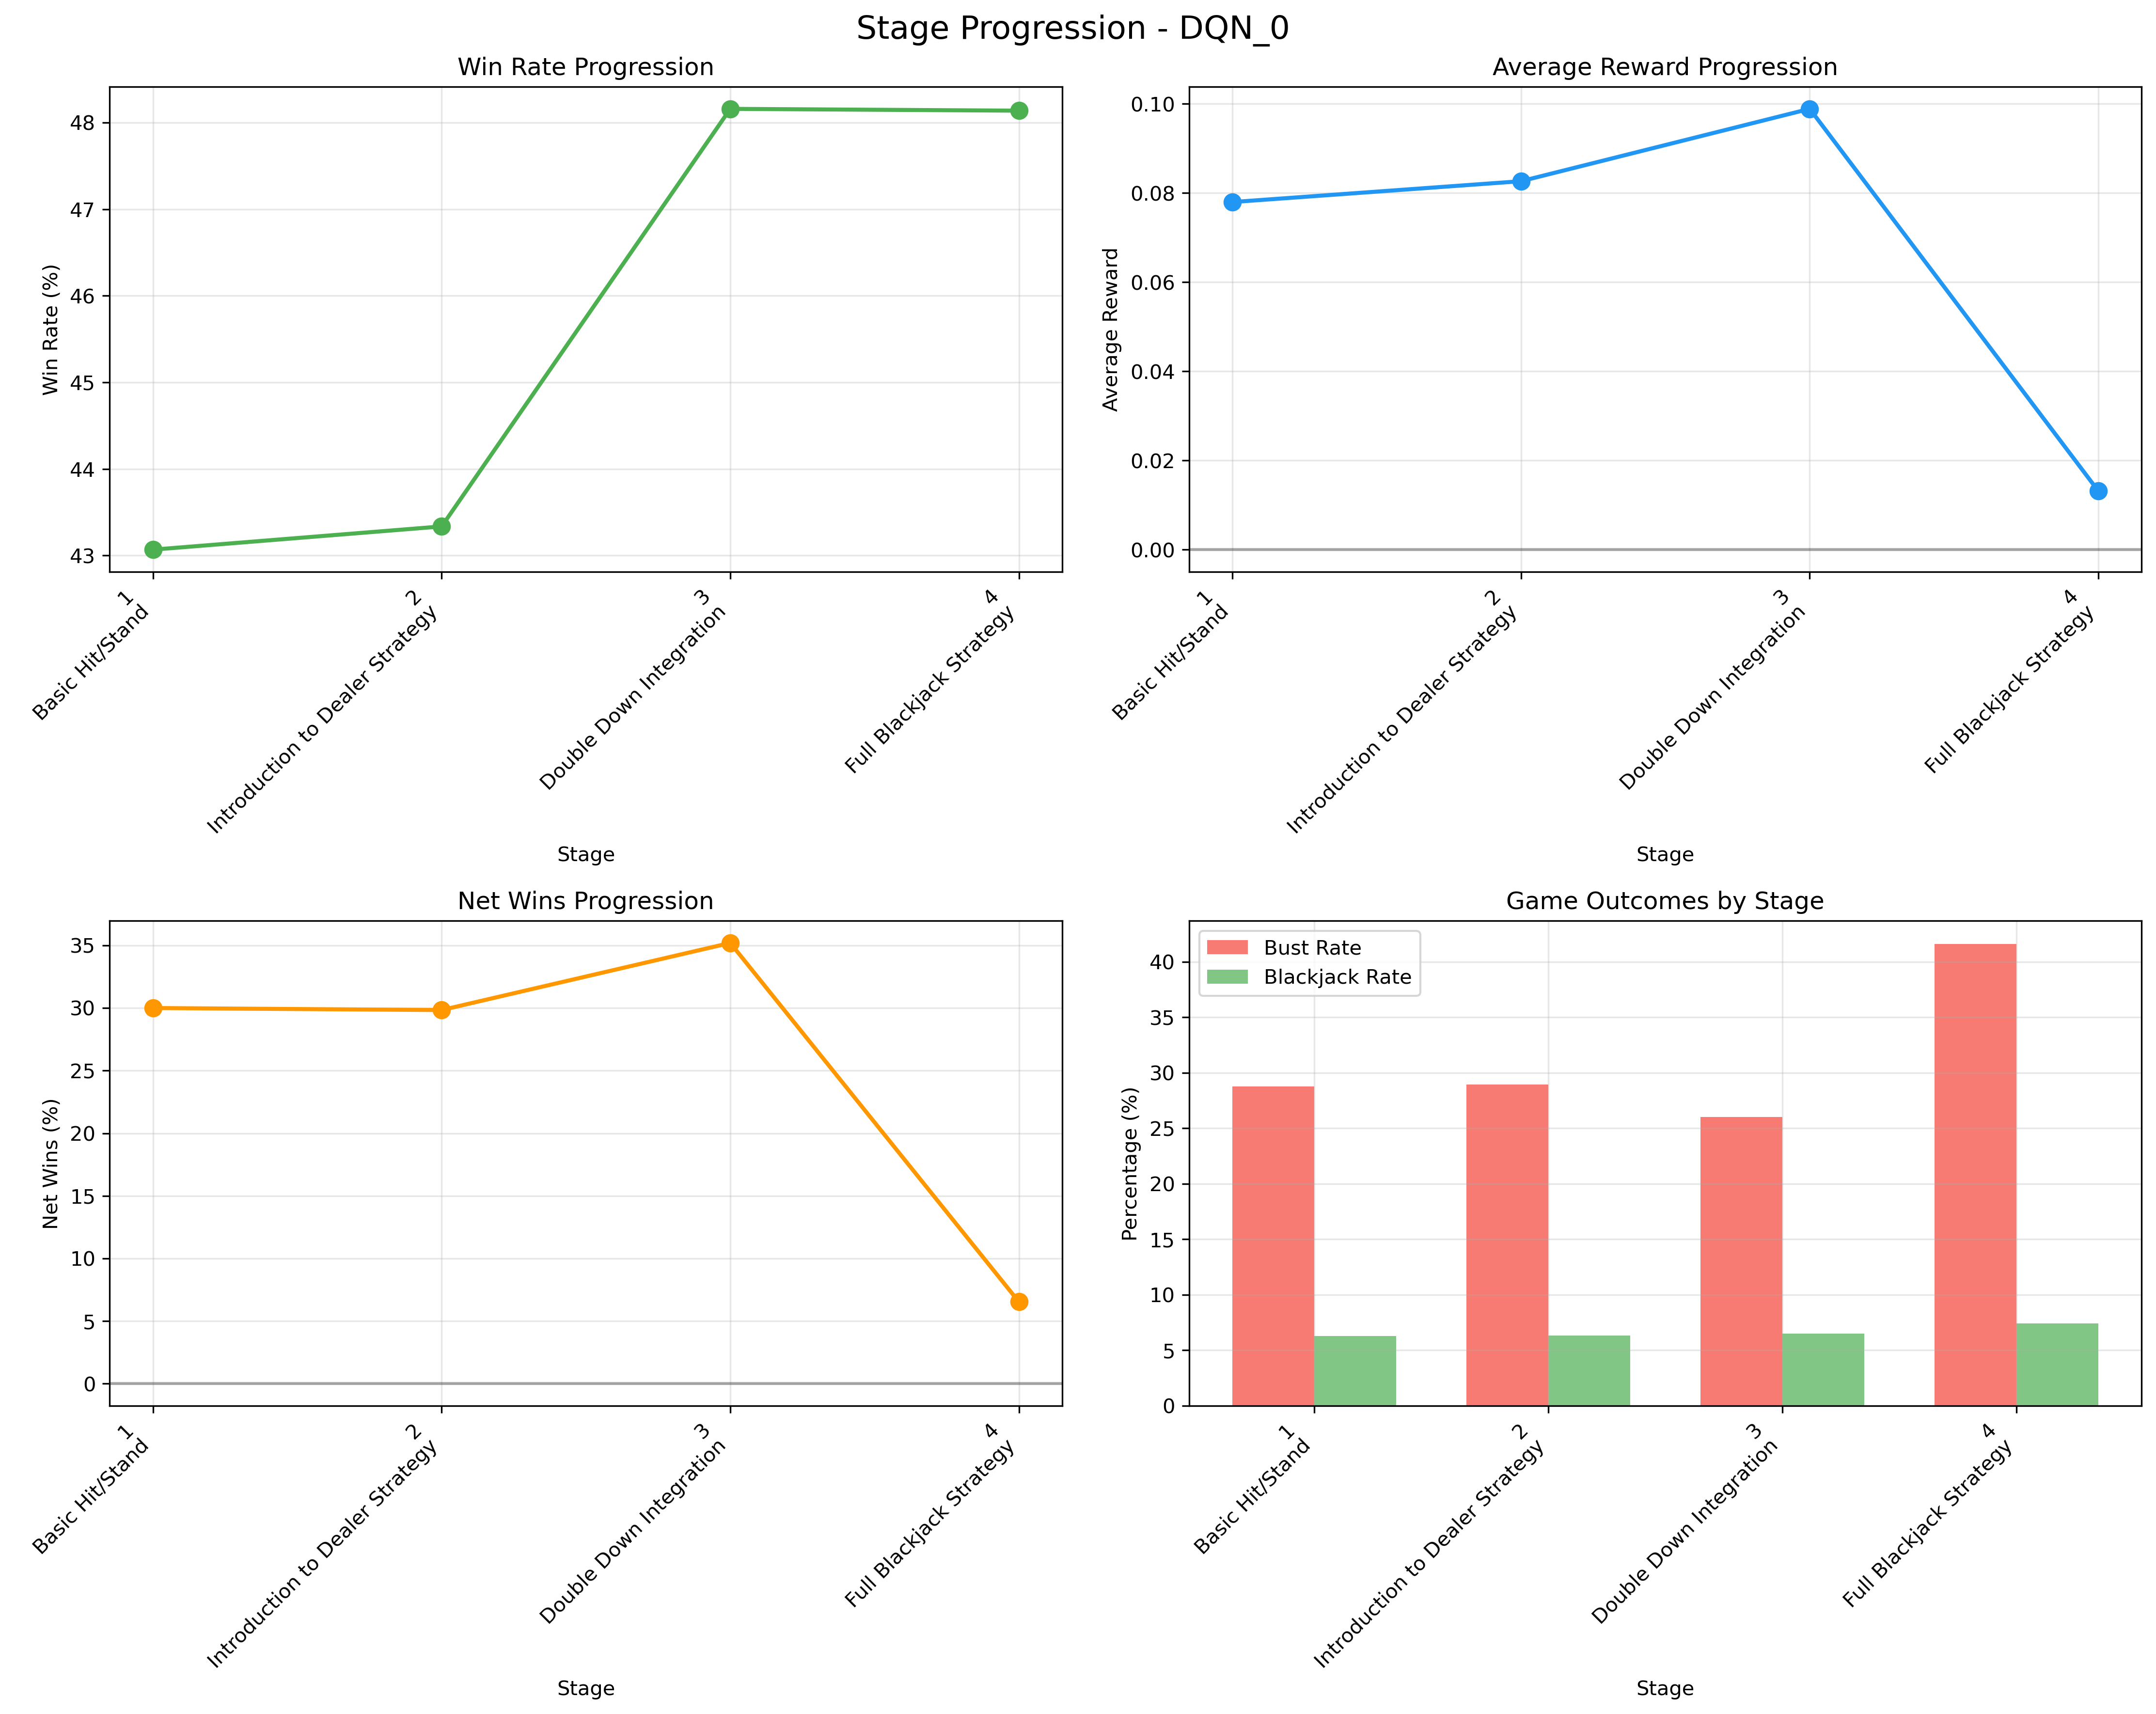 Stage Progression - DQN_0
Win Rate Progression
Win Rate (%)
48
47
46
45
44
43
1
Basic Hit/Stand
2
Introduction to Dealer Strategy
3
Double Down Integration
4
Full Blackjack Strategy
Stage
Average Reward Progression
Average Reward
0.10
0.08
0.06
0.04
0.02
0.00
1
Basic Hit/Stand
2
Introduction to Dealer Strategy
3
Double Down Integration
4
Full Blackjack Strategy
Stage
Net Wins Progression
Net Wins (%)
35
30
25
20
15
10
5
0
1
Basic Hit/Stand
2
Introduction to Dealer Strategy
3
Double Down Integration
4
Full Blackjack Strategy
Stage
Game Outcomes by Stage
Bust Rate
Blackjack Rate
Percentage (%)
40
35
30
25
20
15
10
5
0
1
Basic Hit/Stand
2
Introduction to Dealer Strategy
3
Double Down Integration
4
Full Blackjack Strategy
Stage